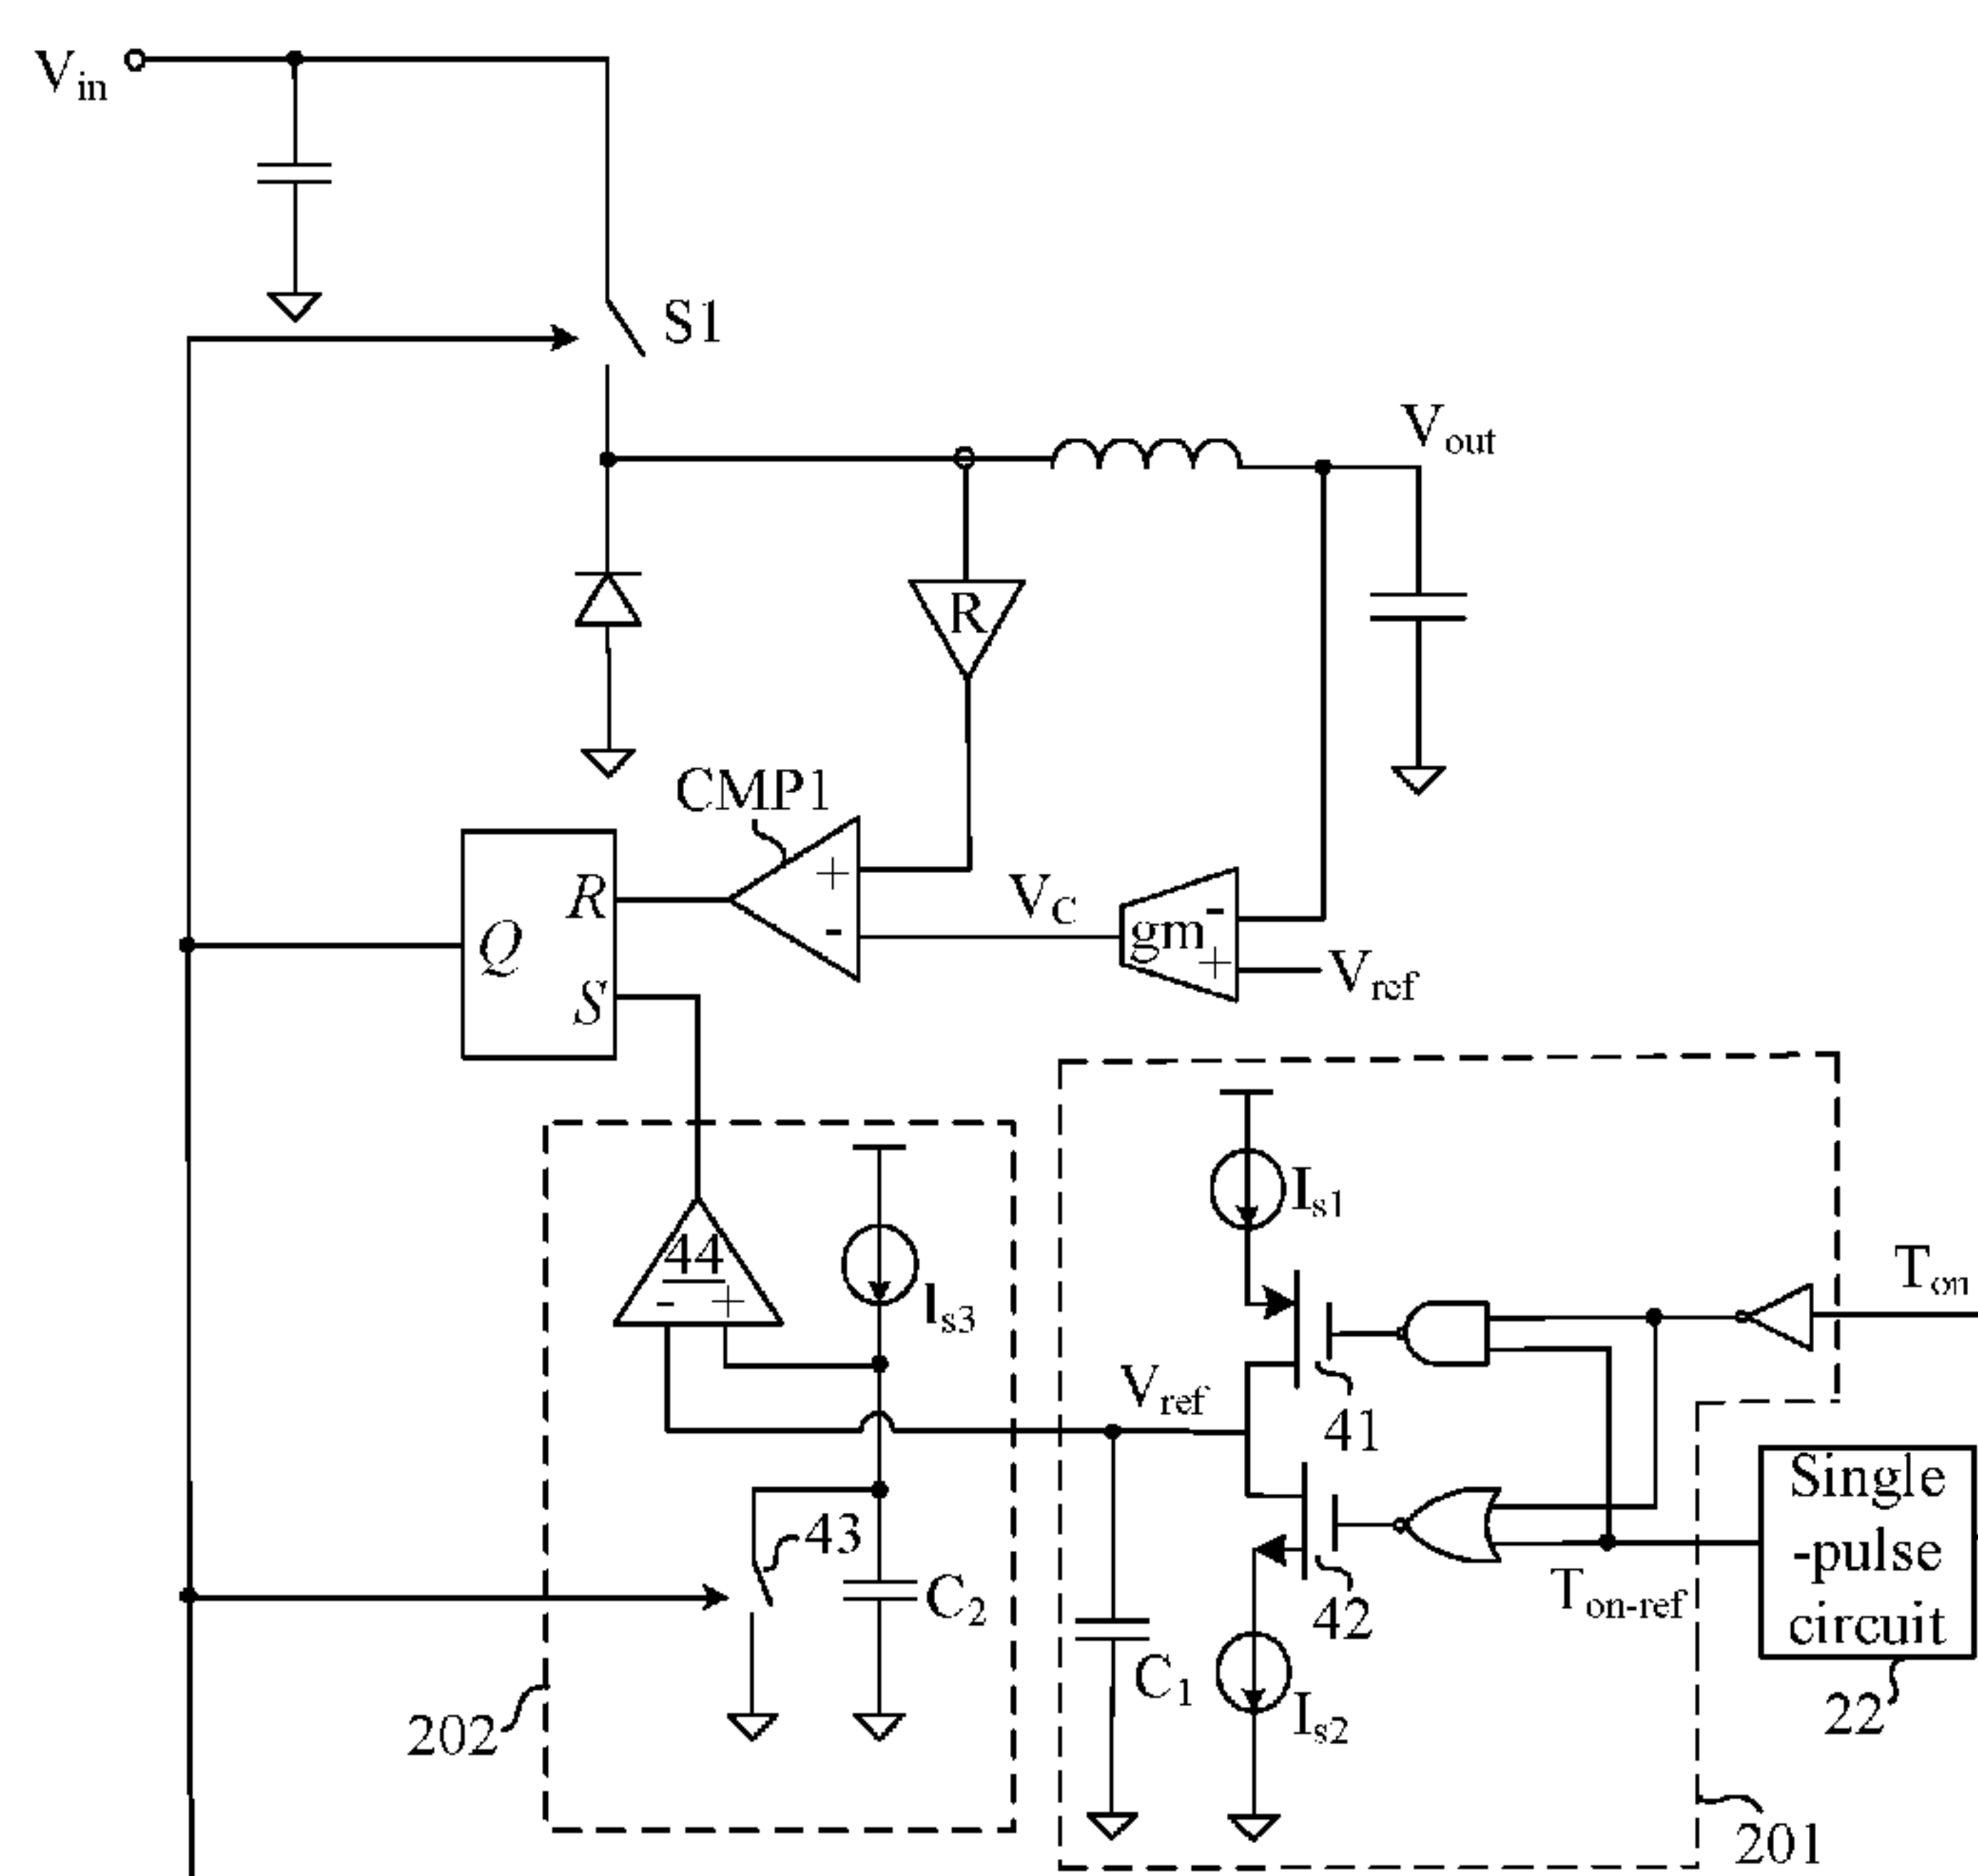 Vin
S1
Vout
R
CMP1
R
Q
S
+
-
VC
gm
-
+
Vref
Is1
44
- +
Is3
Ton
Vref
41
Single
-pulse
circuit
43
C2
Ton-ref
42
C1
Is2
22
202
201